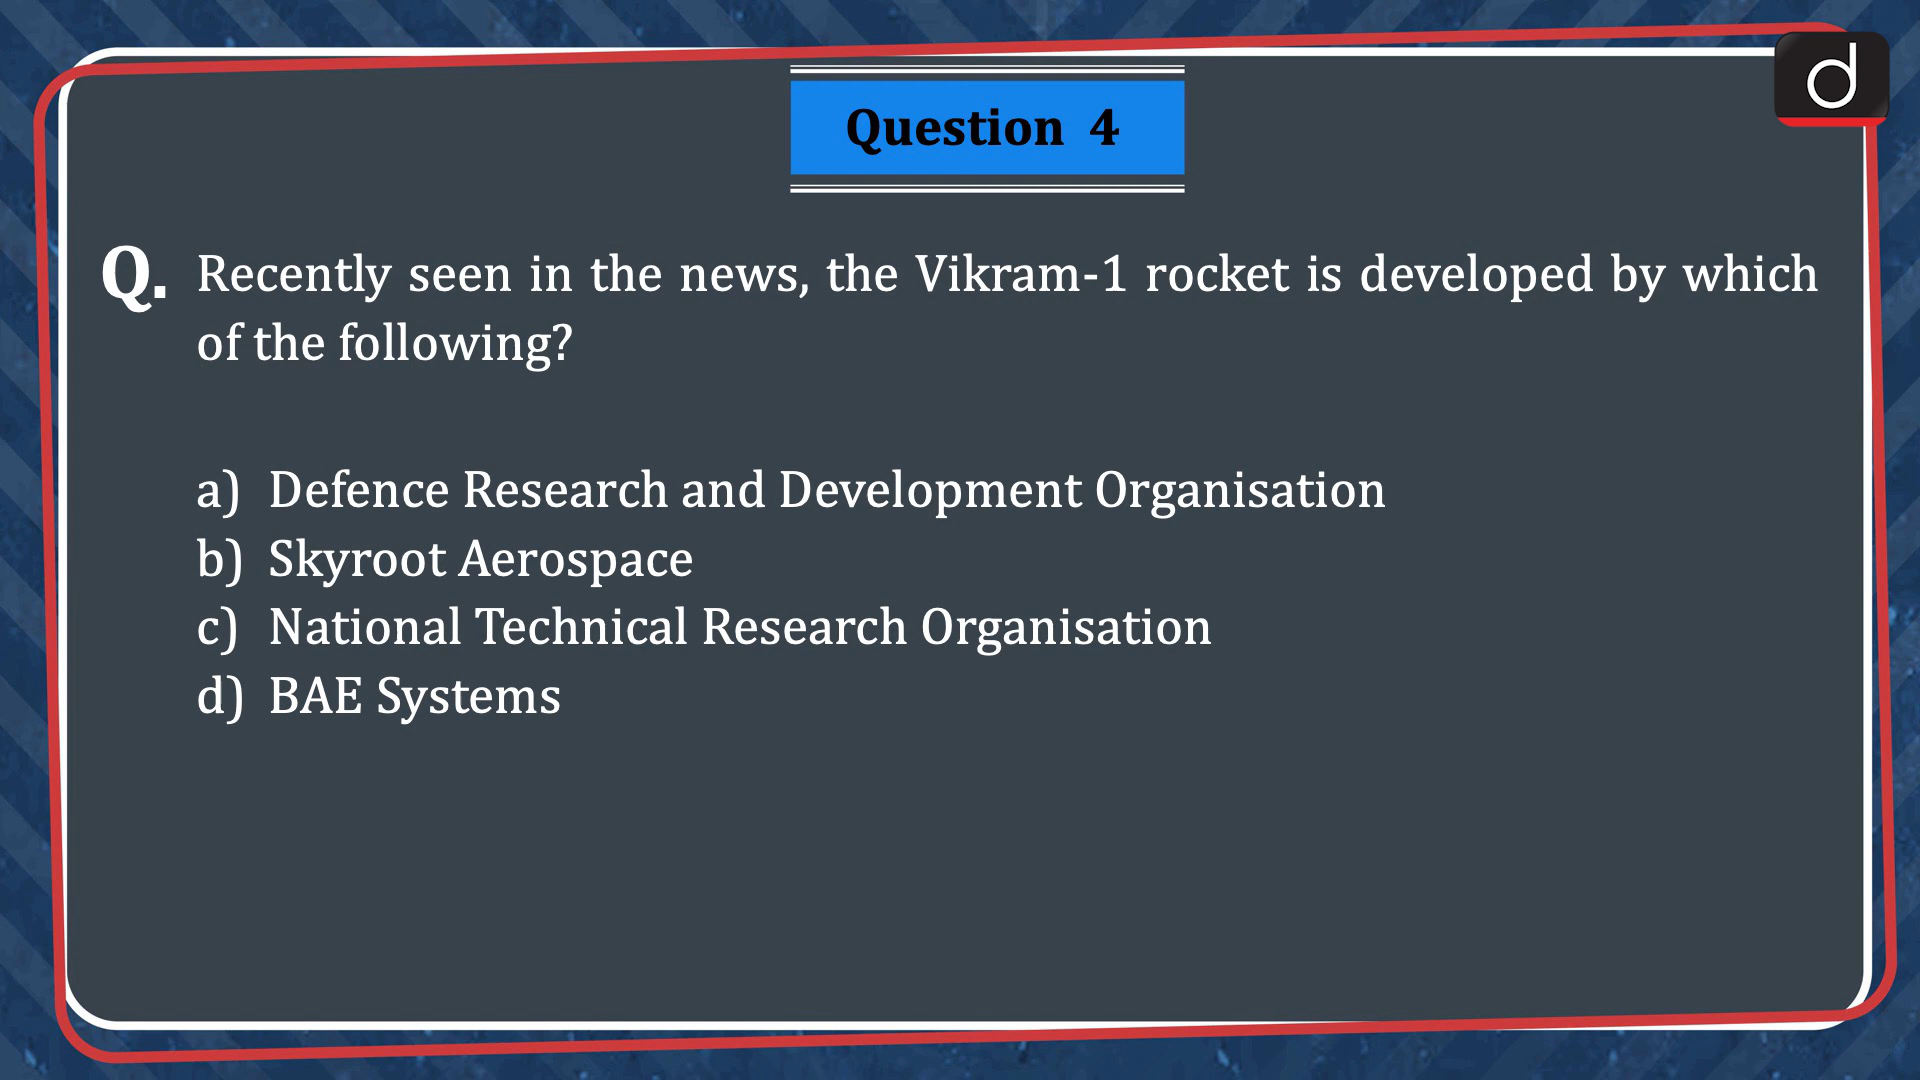 d
Question 4
Q. Recently seen in the news, the Vikram-1 rocket is developed by which
of the following?
a) Defence Research and Development Organisation
b) Skyroot Aerospace
c) National Technical Research Organisation
d) BAE Systems